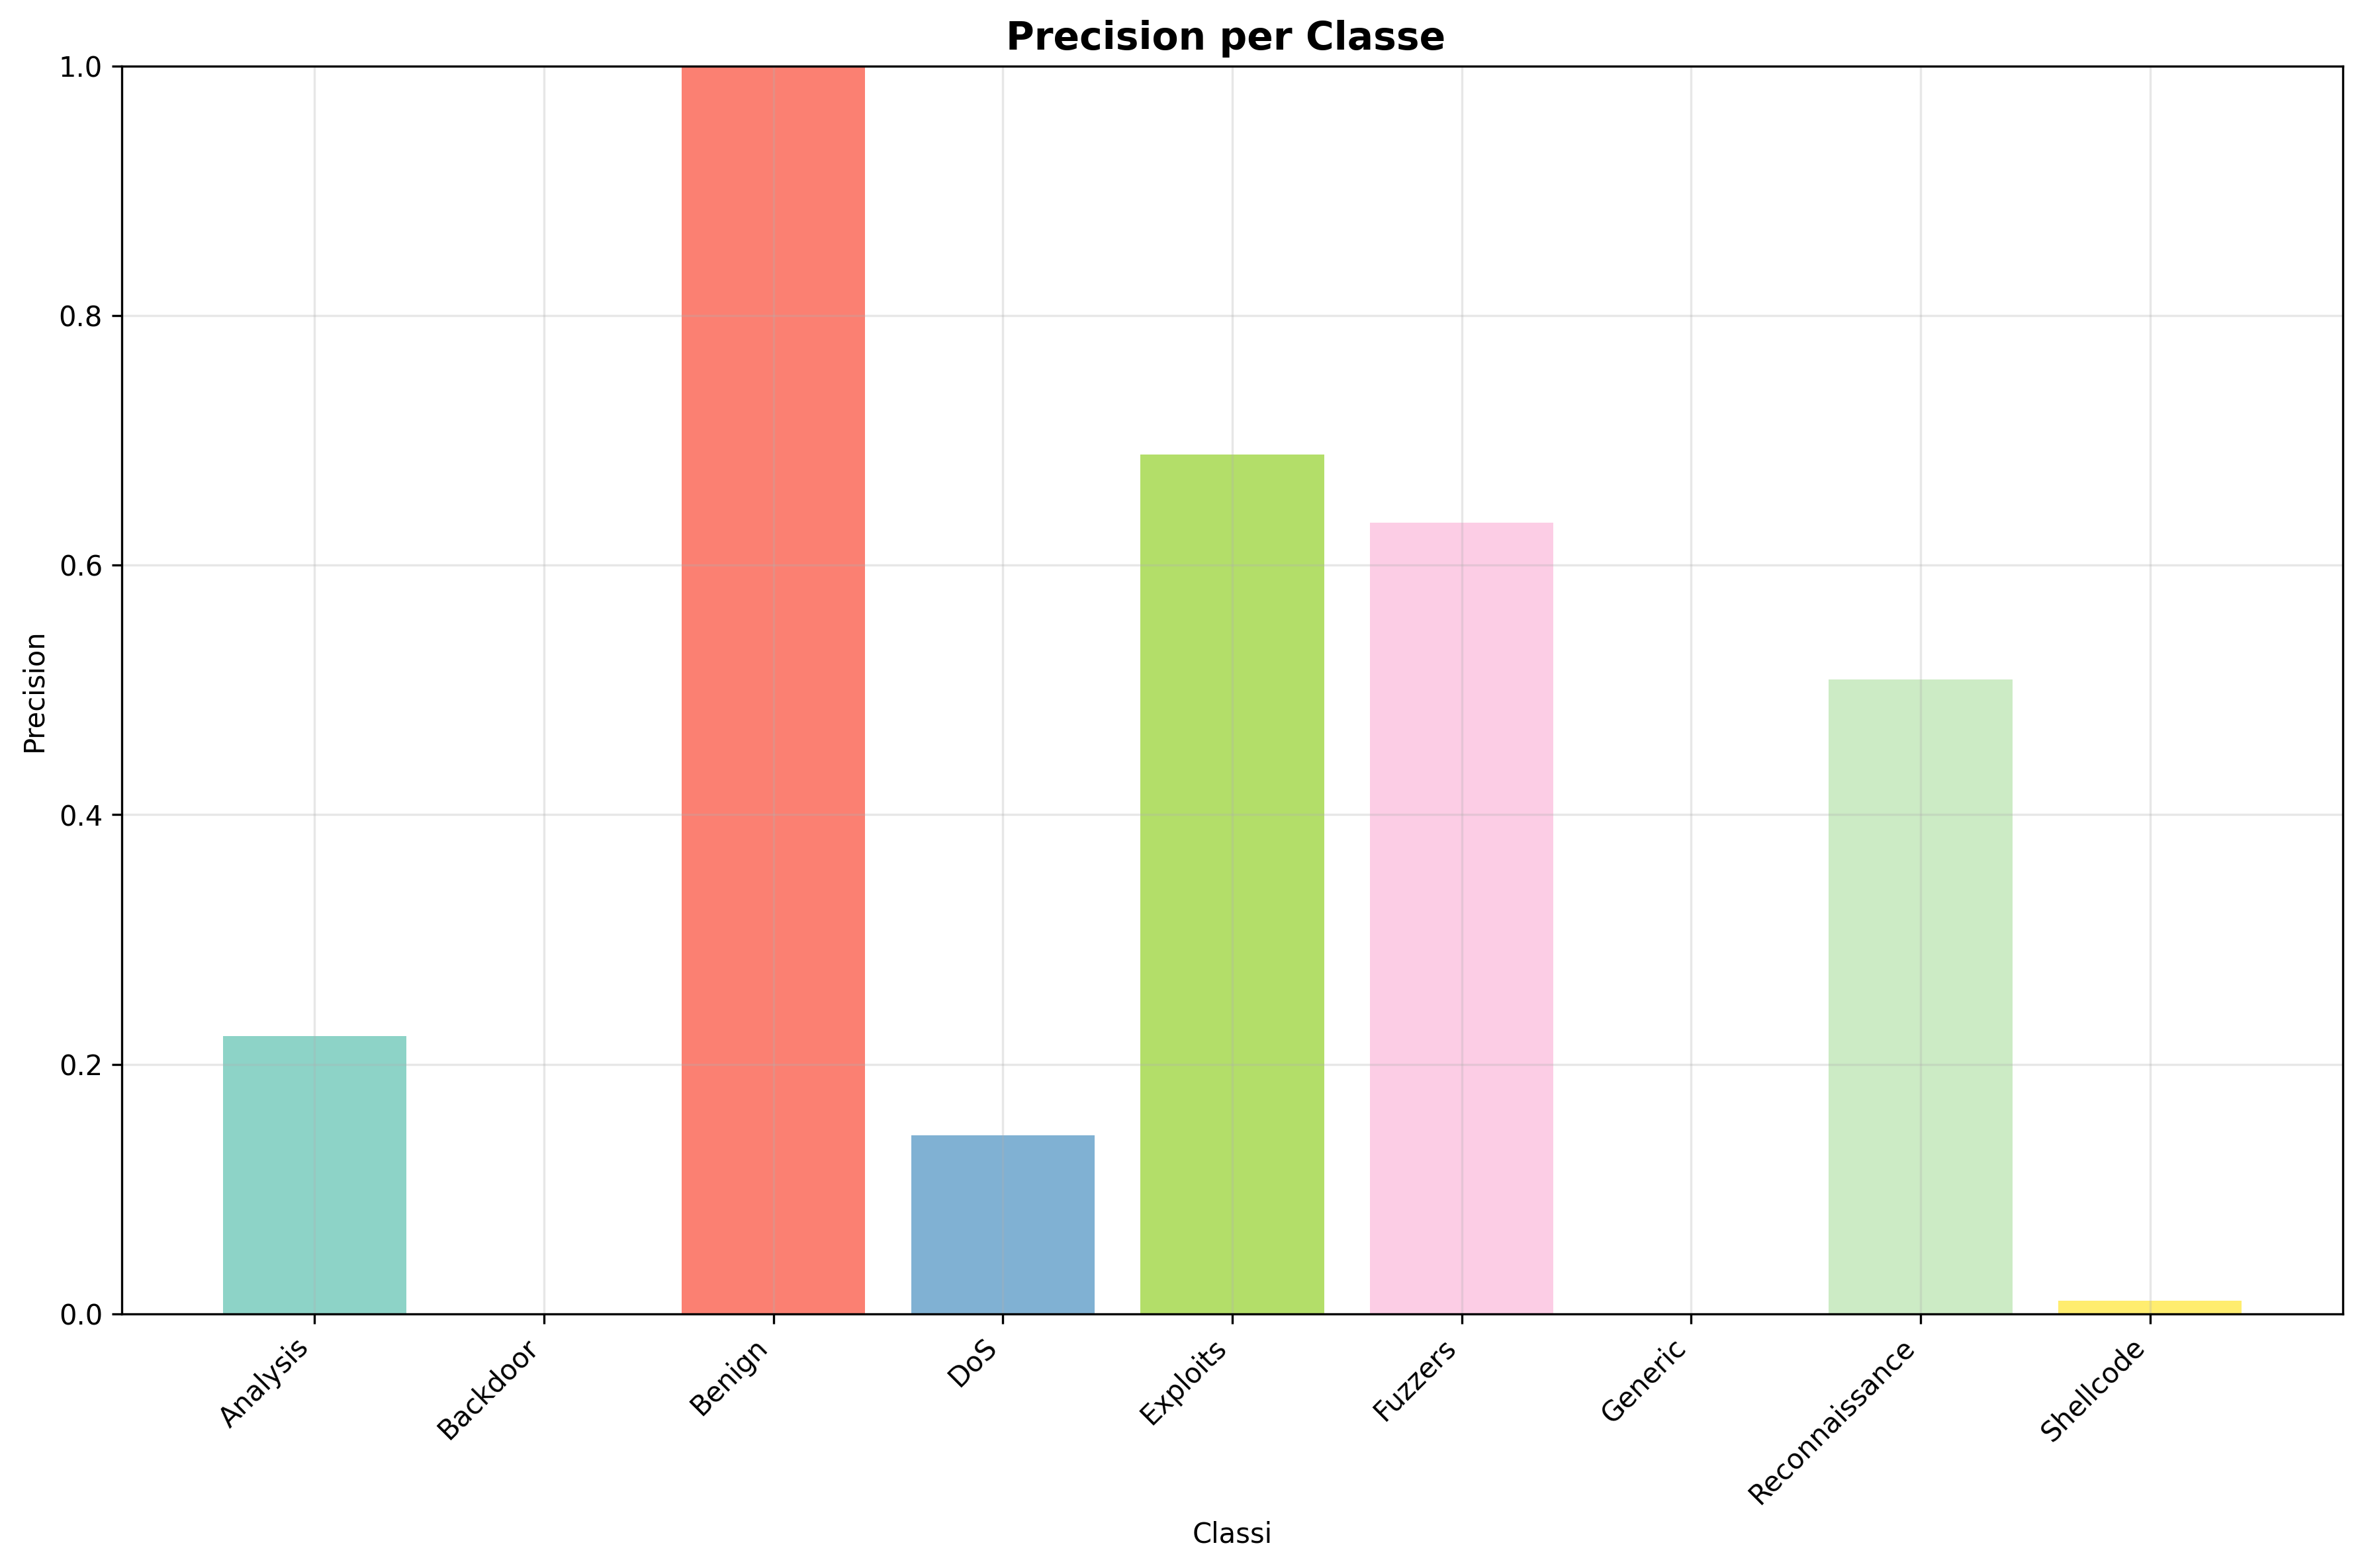 Precision per Classe
1.0
0.8
0.6
0.4
0.2
0.0
Precision
Analysis
Backdoor
Benign
DoS
Exploits
Fuzzers
Generic
Reconnaissance
Shellcode
Classi